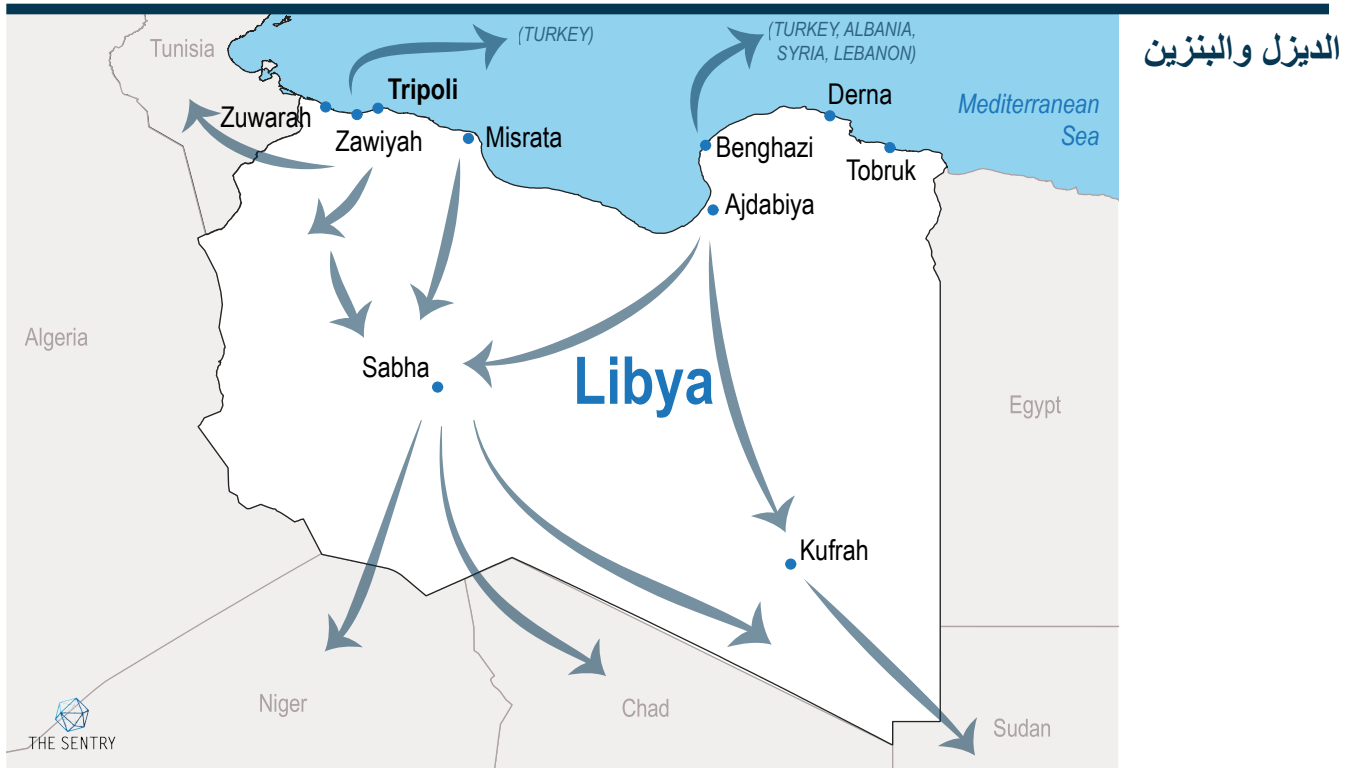 الديزل والبنزين
(TURKEY)
(TURKEY, ALBANIA,
SYRIA, LEBANON)
Tunisia
Tripoli
Derna
Mediterranean
Sea
Zuwarah
Zawiyah
Misrata
Benghazi
Tobruk
Ajdabiya
Algeria
Sabha
Libya
Egypt
Kufrah
Niger
Chad
Sudan
THE SENTRY